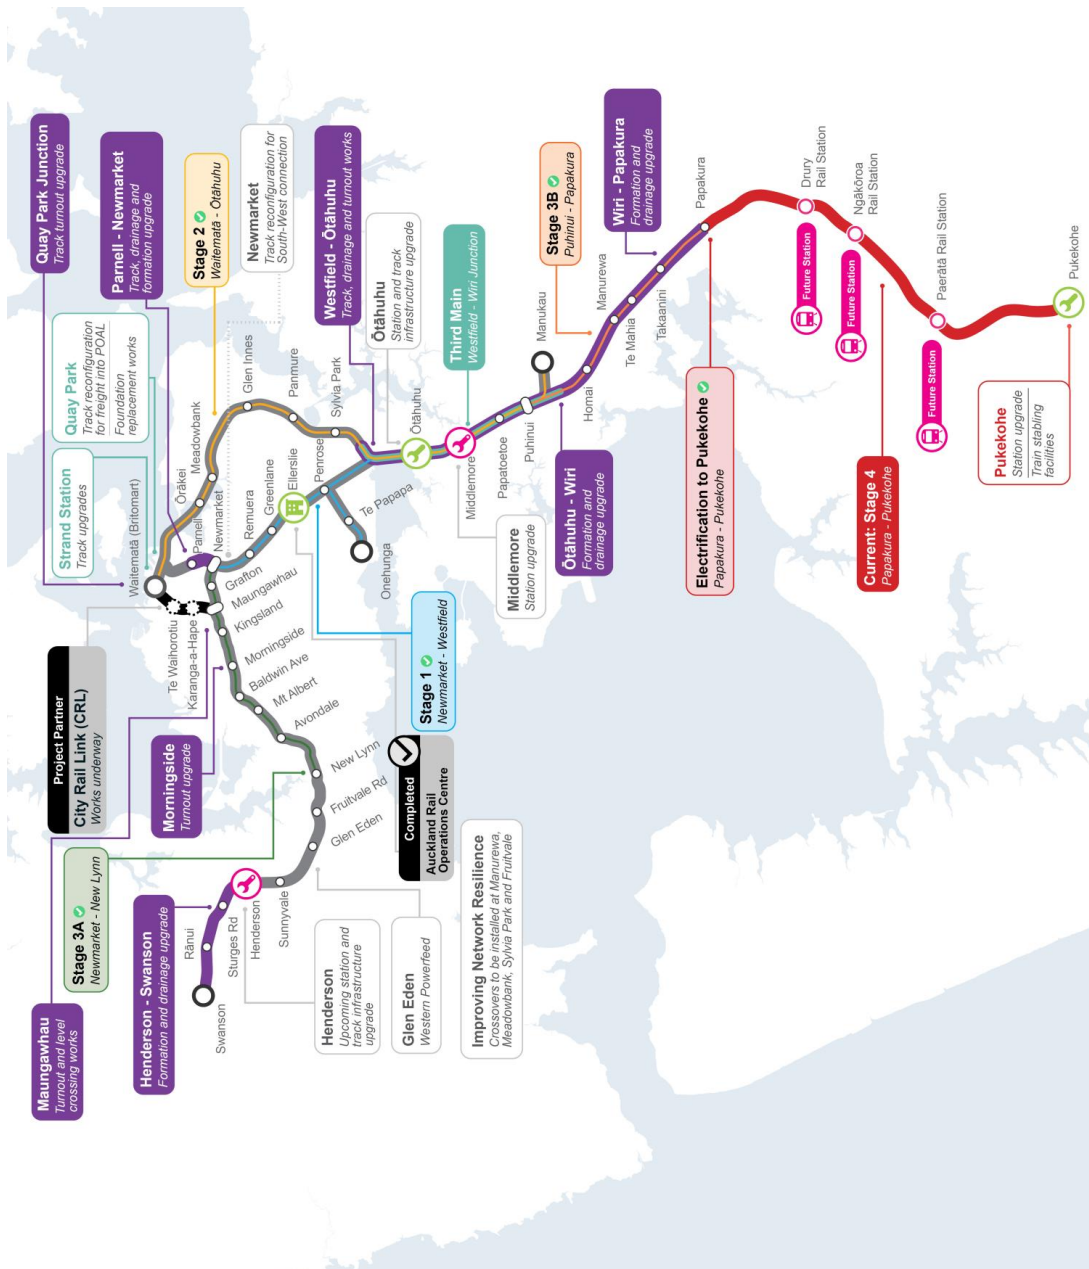 Quay Park Junction
Track turnout upgrade
Parnell - Newmarket
Track, drainage and
formation upgrade
Stage 2
Waitematā - Ōtāhuhu
Newmarket
Track reconfiguration for
South-West connection
Westfield - Ōtāhuhu
Track, drainage and turnout works
Ōtāhuhu
Station and track
infrastructure upgrade
Third Main
Westfield - Wiri Junction
Stage 3B
Puhinui - Papakura
Wiri - Papakura
Formation and
drainage upgrade
Quay Park
Track reconfiguration
for freight into POAL
Foundation
replacement works
Strand Station
Track upgrades
Project Partner
City Rail Link (CRL)
Works underway
Morningside
Turnout upgrade
Stage 3A
Newmarket - New Lynn
Henderson - Swanson
Formation and drainage upgrade
Maungawhau
Turnout and level
crossing works
Waitematā (Britomart)
Te Waihorotiu
Karanga-a-Hape
Parnell
Ōrākei
Meadowbank
Glen Innes
Panmure
Sylvia Park
Newmarket
Remuera
Greenlane
Ellerslie
Penrose
Te Papapa
Onehunga
Grafton
Maungawhau
Kingsland
Morningside
Baldwin Ave
Mt Albert
Avondale
New Lynn
Fruitvale Rd
Glen Eden
Sunnyvale
Henderson
Sturges Rd
Rānui
Swanson
Ōtāhuhu
Middlemore
Papatoetoe
Puhinui
Manukau
Homai
Manurewa
Te Mahia
Takaanini
Papakura
Drury
Rail Station
Future Station
Ngākōroa
Rail Station
Future Station
Paerātā Rail Station
Future Station
Pukekohe
Stage 1
Newmarket - Westfield
Completed
Auckland Rail
Operations Centre
Middlemore
Station upgrade
Ōtāhuhu - Wiri
Formation and
drainage upgrade
Electrification to Pukekohe
Papakura - Pukekohe
Current: Stage 4
Papakura - Pukekohe
Pukekohe
Station upgrade
Train stabling
facilities
Henderson
Upcoming station and
track infrastructure
upgrade
Glen Eden
Western Powerfeed
Improving Network Resilience
Crossovers to be installed at Manurewa,
Meadowbank, Sylvia Park and Fruitvale